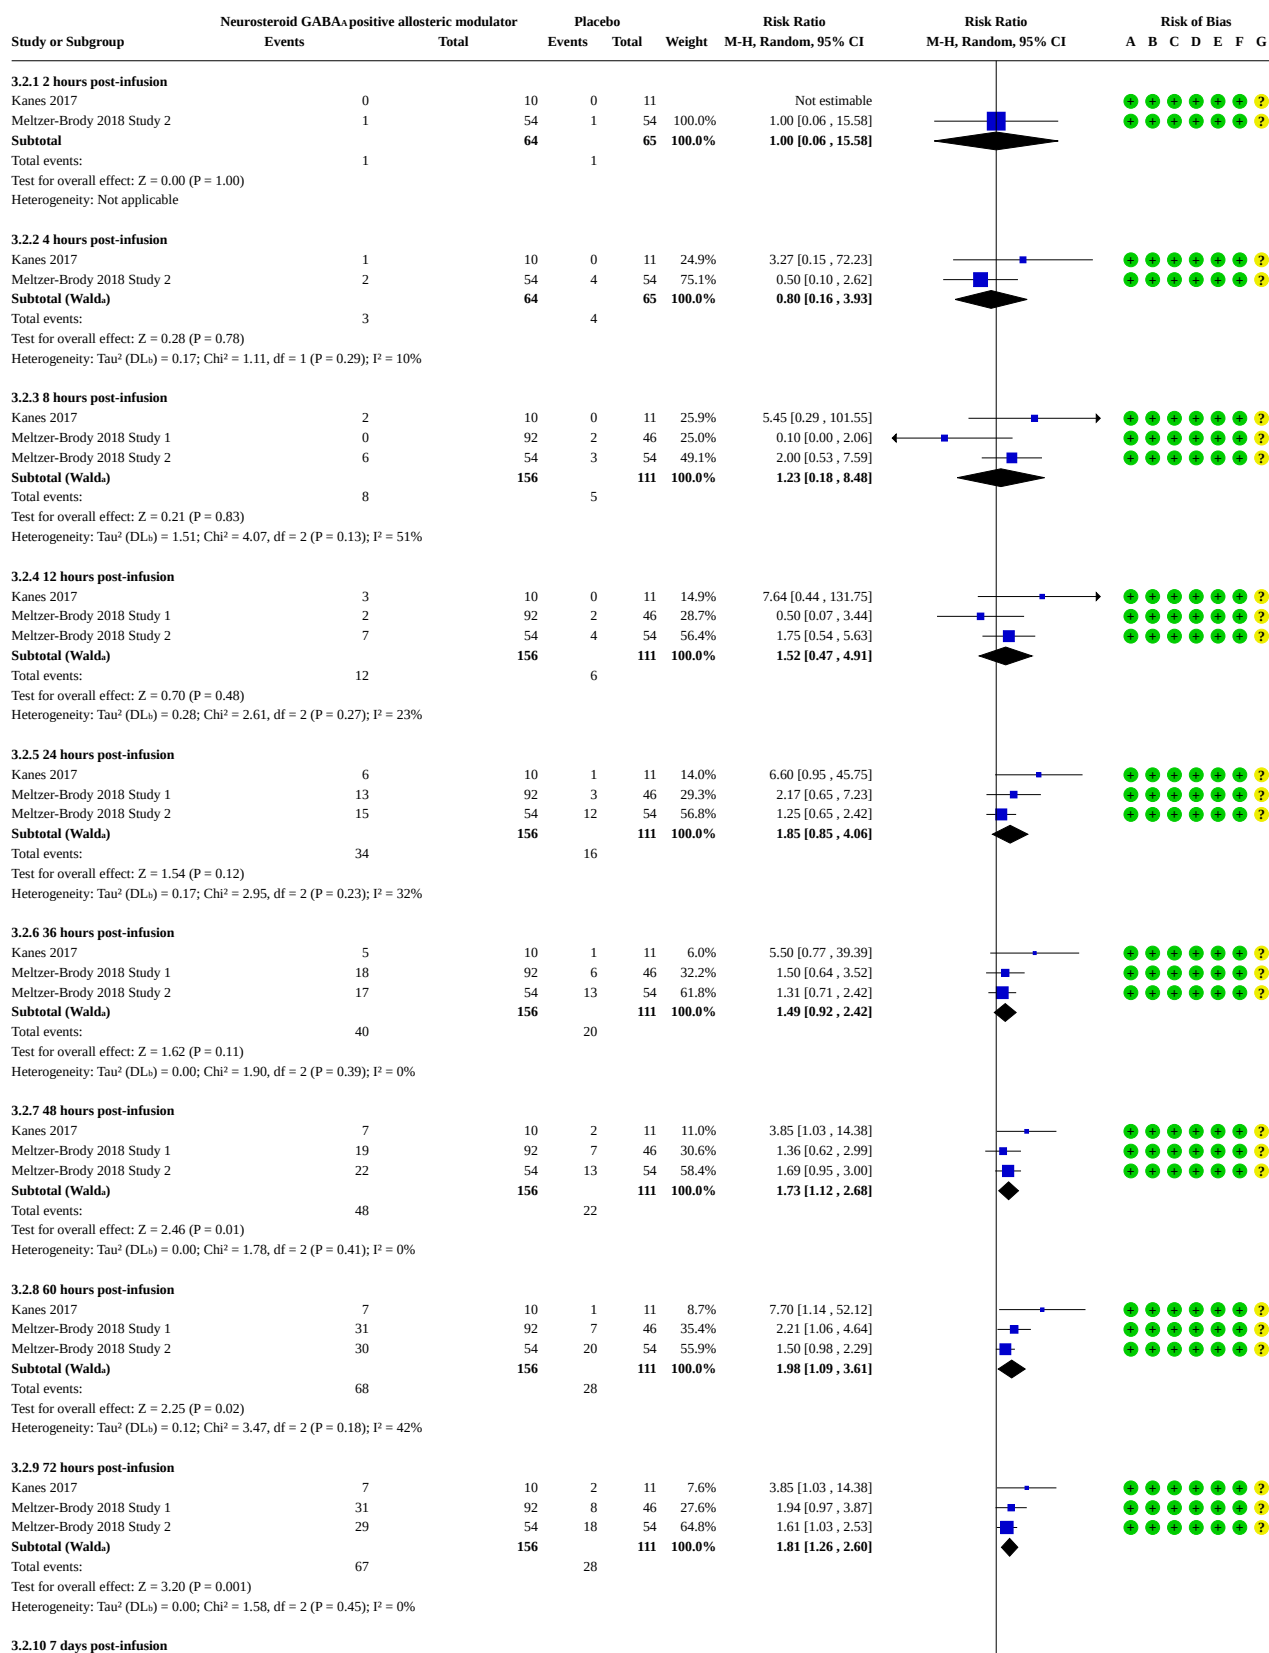 Neurosteroid GABAA positive allosteric modulator Placebo Risk Ratio Risk Ratio Risk of Bias
Study or Subgroup Events Total Events Total Weight M-H, Random, 95% CI M-H, Random, 95% CI A B C D E F G
3.2.1 2 hours post-infusion
Kanes 2017 0 10 0 11 Not estimable + + + + + + ?
Meltzer-Brody 2018 Study 2 1 54 1 54 100.0% 1.00 [0.06 , 15.58] + + + + + + ?
Subtotal 64 65 100.0% 1.00 [0.06 , 15.58]
Total events: 1 1
Test for overall effect: Z = 0.00 (P = 1.00)
Heterogeneity: Not applicable
3.2.2 4 hours post-infusion
Kanes 2017 1 10 0 11 24.9% 3.27 [0.15 , 72.23] + + + + + + ?
Meltzer-Brody 2018 Study 2 2 54 4 54 75.1% 0.50 [0.10 , 2.62] + + + + + + ?
Subtotal (Walda) 64 65 100.0% 0.80 [0.16 , 3.93]
Total events: 3 4
Test for overall effect: Z = 0.28 (P = 0.78)
Heterogeneity: Tau² (DLb) = 0.17; Chi² = 1.11, df = 1 (P = 0.29); I² = 10%
3.2.3 8 hours post-infusion
Kanes 2017 2 10 0 11 25.9% 5.45 [0.29 , 101.55] + + + + + + ?
Meltzer-Brody 2018 Study 1 0 92 2 46 25.0% 0.10 [0.00 , 2.06] + + + + + + ?
Meltzer-Brody 2018 Study 2 6 54 3 54 49.1% 2.00 [0.53 , 7.59] + + + + + + ?
Subtotal (Walda) 156 111 100.0% 1.23 [0.18 , 8.48]
Total events: 8 5
Test for overall effect: Z = 0.21 (P = 0.83)
Heterogeneity: Tau² (DLb) = 1.51; Chi² = 4.07, df = 2 (P = 0.13); I² = 51%
3.2.4 12 hours post-infusion
Kanes 2017 3 10 0 11 14.9% 7.64 [0.44 , 131.75] + + + + + + ?
Meltzer-Brody 2018 Study 1 2 92 2 46 28.7% 0.50 [0.07 , 3.44] + + + + + + ?
Meltzer-Brody 2018 Study 2 7 54 4 54 56.4% 1.75 [0.54 , 5.63] + + + + + + ?
Subtotal (Walda) 156 111 100.0% 1.52 [0.47 , 4.91]
Total events: 12 6
Test for overall effect: Z = 0.70 (P = 0.48)
Heterogeneity: Tau² (DLb) = 0.28; Chi² = 2.61, df = 2 (P = 0.27); I² = 23%
3.2.5 24 hours post-infusion
Kanes 2017 6 10 1 11 14.0% 6.60 [0.95 , 45.75] + + + + + + ?
Meltzer-Brody 2018 Study 1 13 92 3 46 29.3% 2.17 [0.65 , 7.23] + + + + + + ?
Meltzer-Brody 2018 Study 2 15 54 12 54 56.8% 1.25 [0.65 , 2.42] + + + + + + ?
Subtotal (Walda) 156 111 100.0% 1.85 [0.85 , 4.06]
Total events: 34 16
Test for overall effect: Z = 1.54 (P = 0.12)
Heterogeneity: Tau² (DLb) = 0.17; Chi² = 2.95, df = 2 (P = 0.23); I² = 32%
3.2.6 36 hours post-infusion
Kanes 2017 5 10 1 11 6.0% 5.50 [0.77 , 39.39] + + + + + + ?
Meltzer-Brody 2018 Study 1 18 92 6 46 32.2% 1.50 [0.64 , 3.52] + + + + + + ?
Meltzer-Brody 2018 Study 2 17 54 13 54 61.8% 1.31 [0.71 , 2.42] + + + + + + ?
Subtotal (Walda) 156 111 100.0% 1.49 [0.92 , 2.42]
Total events: 40 20
Test for overall effect: Z = 1.62 (P = 0.11)
Heterogeneity: Tau² (DLb) = 0.00; Chi² = 1.90, df = 2 (P = 0.39); I² = 0%
3.2.7 48 hours post-infusion
Kanes 2017 7 10 2 11 11.0% 3.85 [1.03 , 14.38] + + + + + + ?
Meltzer-Brody 2018 Study 1 19 92 7 46 30.6% 1.36 [0.62 , 2.99] + + + + + + ?
Meltzer-Brody 2018 Study 2 22 54 13 54 58.4% 1.69 [0.95 , 3.00] + + + + + + ?
Subtotal (Walda) 156 111 100.0% 1.73 [1.12 , 2.68]
Total events: 48 22
Test for overall effect: Z = 2.46 (P = 0.01)
Heterogeneity: Tau² (DLb) = 0.00; Chi² = 1.78, df = 2 (P = 0.41); I² = 0%
3.2.8 60 hours post-infusion
Kanes 2017 7 10 1 11 8.7% 7.70 [1.14 , 52.12] + + + + + + ?
Meltzer-Brody 2018 Study 1 31 92 7 46 35.4% 2.21 [1.06 , 4.64] + + + + + + ?
Meltzer-Brody 2018 Study 2 30 54 20 54 55.9% 1.50 [0.98 , 2.29] + + + + + + ?
Subtotal (Walda) 156 111 100.0% 1.98 [1.09 , 3.61]
Total events: 68 28
Test for overall effect: Z = 2.25 (P = 0.02)
Heterogeneity: Tau² (DLb) = 0.12; Chi² = 3.47, df = 2 (P = 0.18); I² = 42%
3.2.9 72 hours post-infusion
Kanes 2017 7 10 2 11 7.6% 3.85 [1.03 , 14.38] + + + + + + ?
Meltzer-Brody 2018 Study 1 31 92 8 46 27.6% 1.94 [0.97 , 3.87] + + + + + + ?
Meltzer-Brody 2018 Study 2 29 54 18 54 64.8% 1.61 [1.03 , 2.53] + + + + + + ?
Subtotal (Walda) 156 111 100.0% 1.81 [1.26 , 2.60]
Total events: 67 28
Test for overall effect: Z = 3.20 (P = 0.001)
Heterogeneity: Tau² (DLb) = 0.00; Chi² = 1.58, df = 2 (P = 0.45); I² = 0%
3.2.10 7 days post-infusion